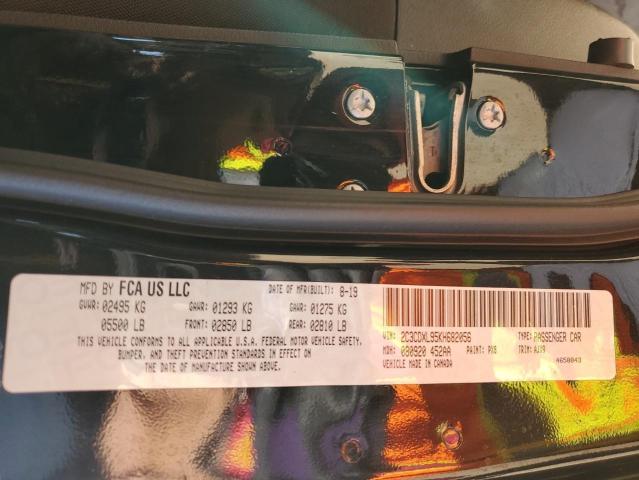 MFD BY FCA US LLC DATE OF MFR(BUILT) 8-19
GVWR: 02495 KG GAWR: 01293 KG GAWR: 01275 KG
05500 LB FRONT: 02850 LB REAR: 02810 LB
THIS VEHICLE CONFORMS TO ALL APPLICABLE U.S.A. FEDERAL MOTOR VEHICLE SAFETY,
BUMPER, AND THEFT PREVENTION STANDARDS IN EFFECT ON
THE DATE OF MANUFACTURE SHOWN ABOVE.
VIN: 2C3CDXL95KH682056 TYPE: PASSENGER CAR
MDH: 080920 452AA PAINT: PX8 TRIM: AJX9
VEHICLE MADE IN CANADA 4658043